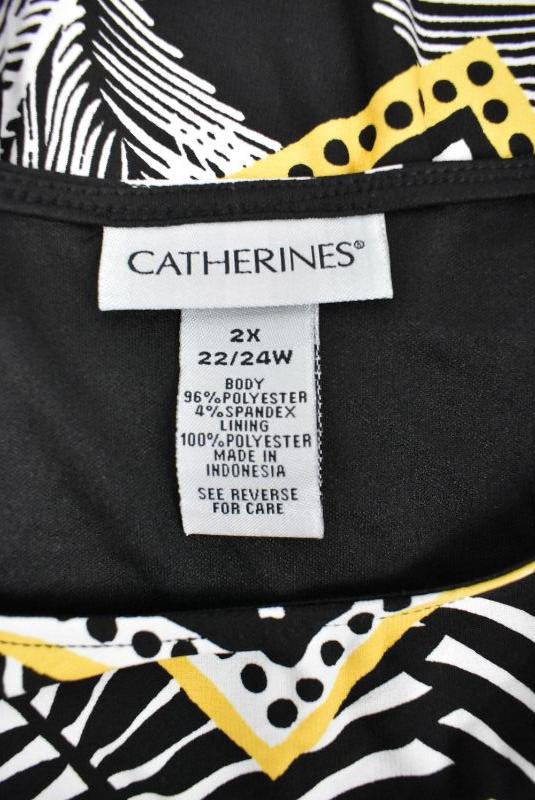 CATHERINES®
2X
22/24W
BODY
96%POLYESTER
4%SPANDEX
LINING
100%POLYESTER
MADE IN
INDONESIA
SEE REVERSE
FOR CARE